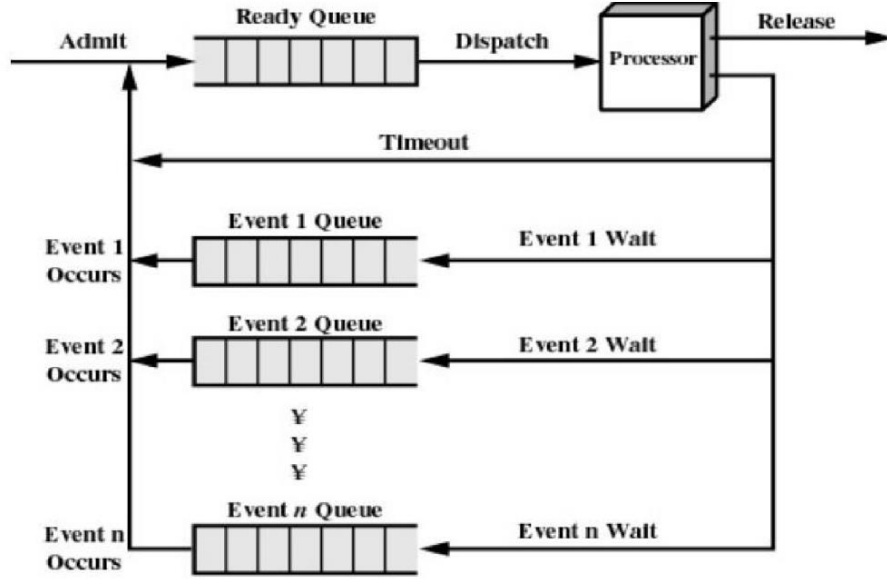 Ready Queue
Release
Admit
Dispatch
Processor
Timeout
Event 1 Queue
Event 1 Wait
Event 1
Occurs
Event 2 Queue
Event 2 Wait
Event 2
Occurs
¥
¥
¥
Event n Queue
Event n Wait
Event n
Occurs